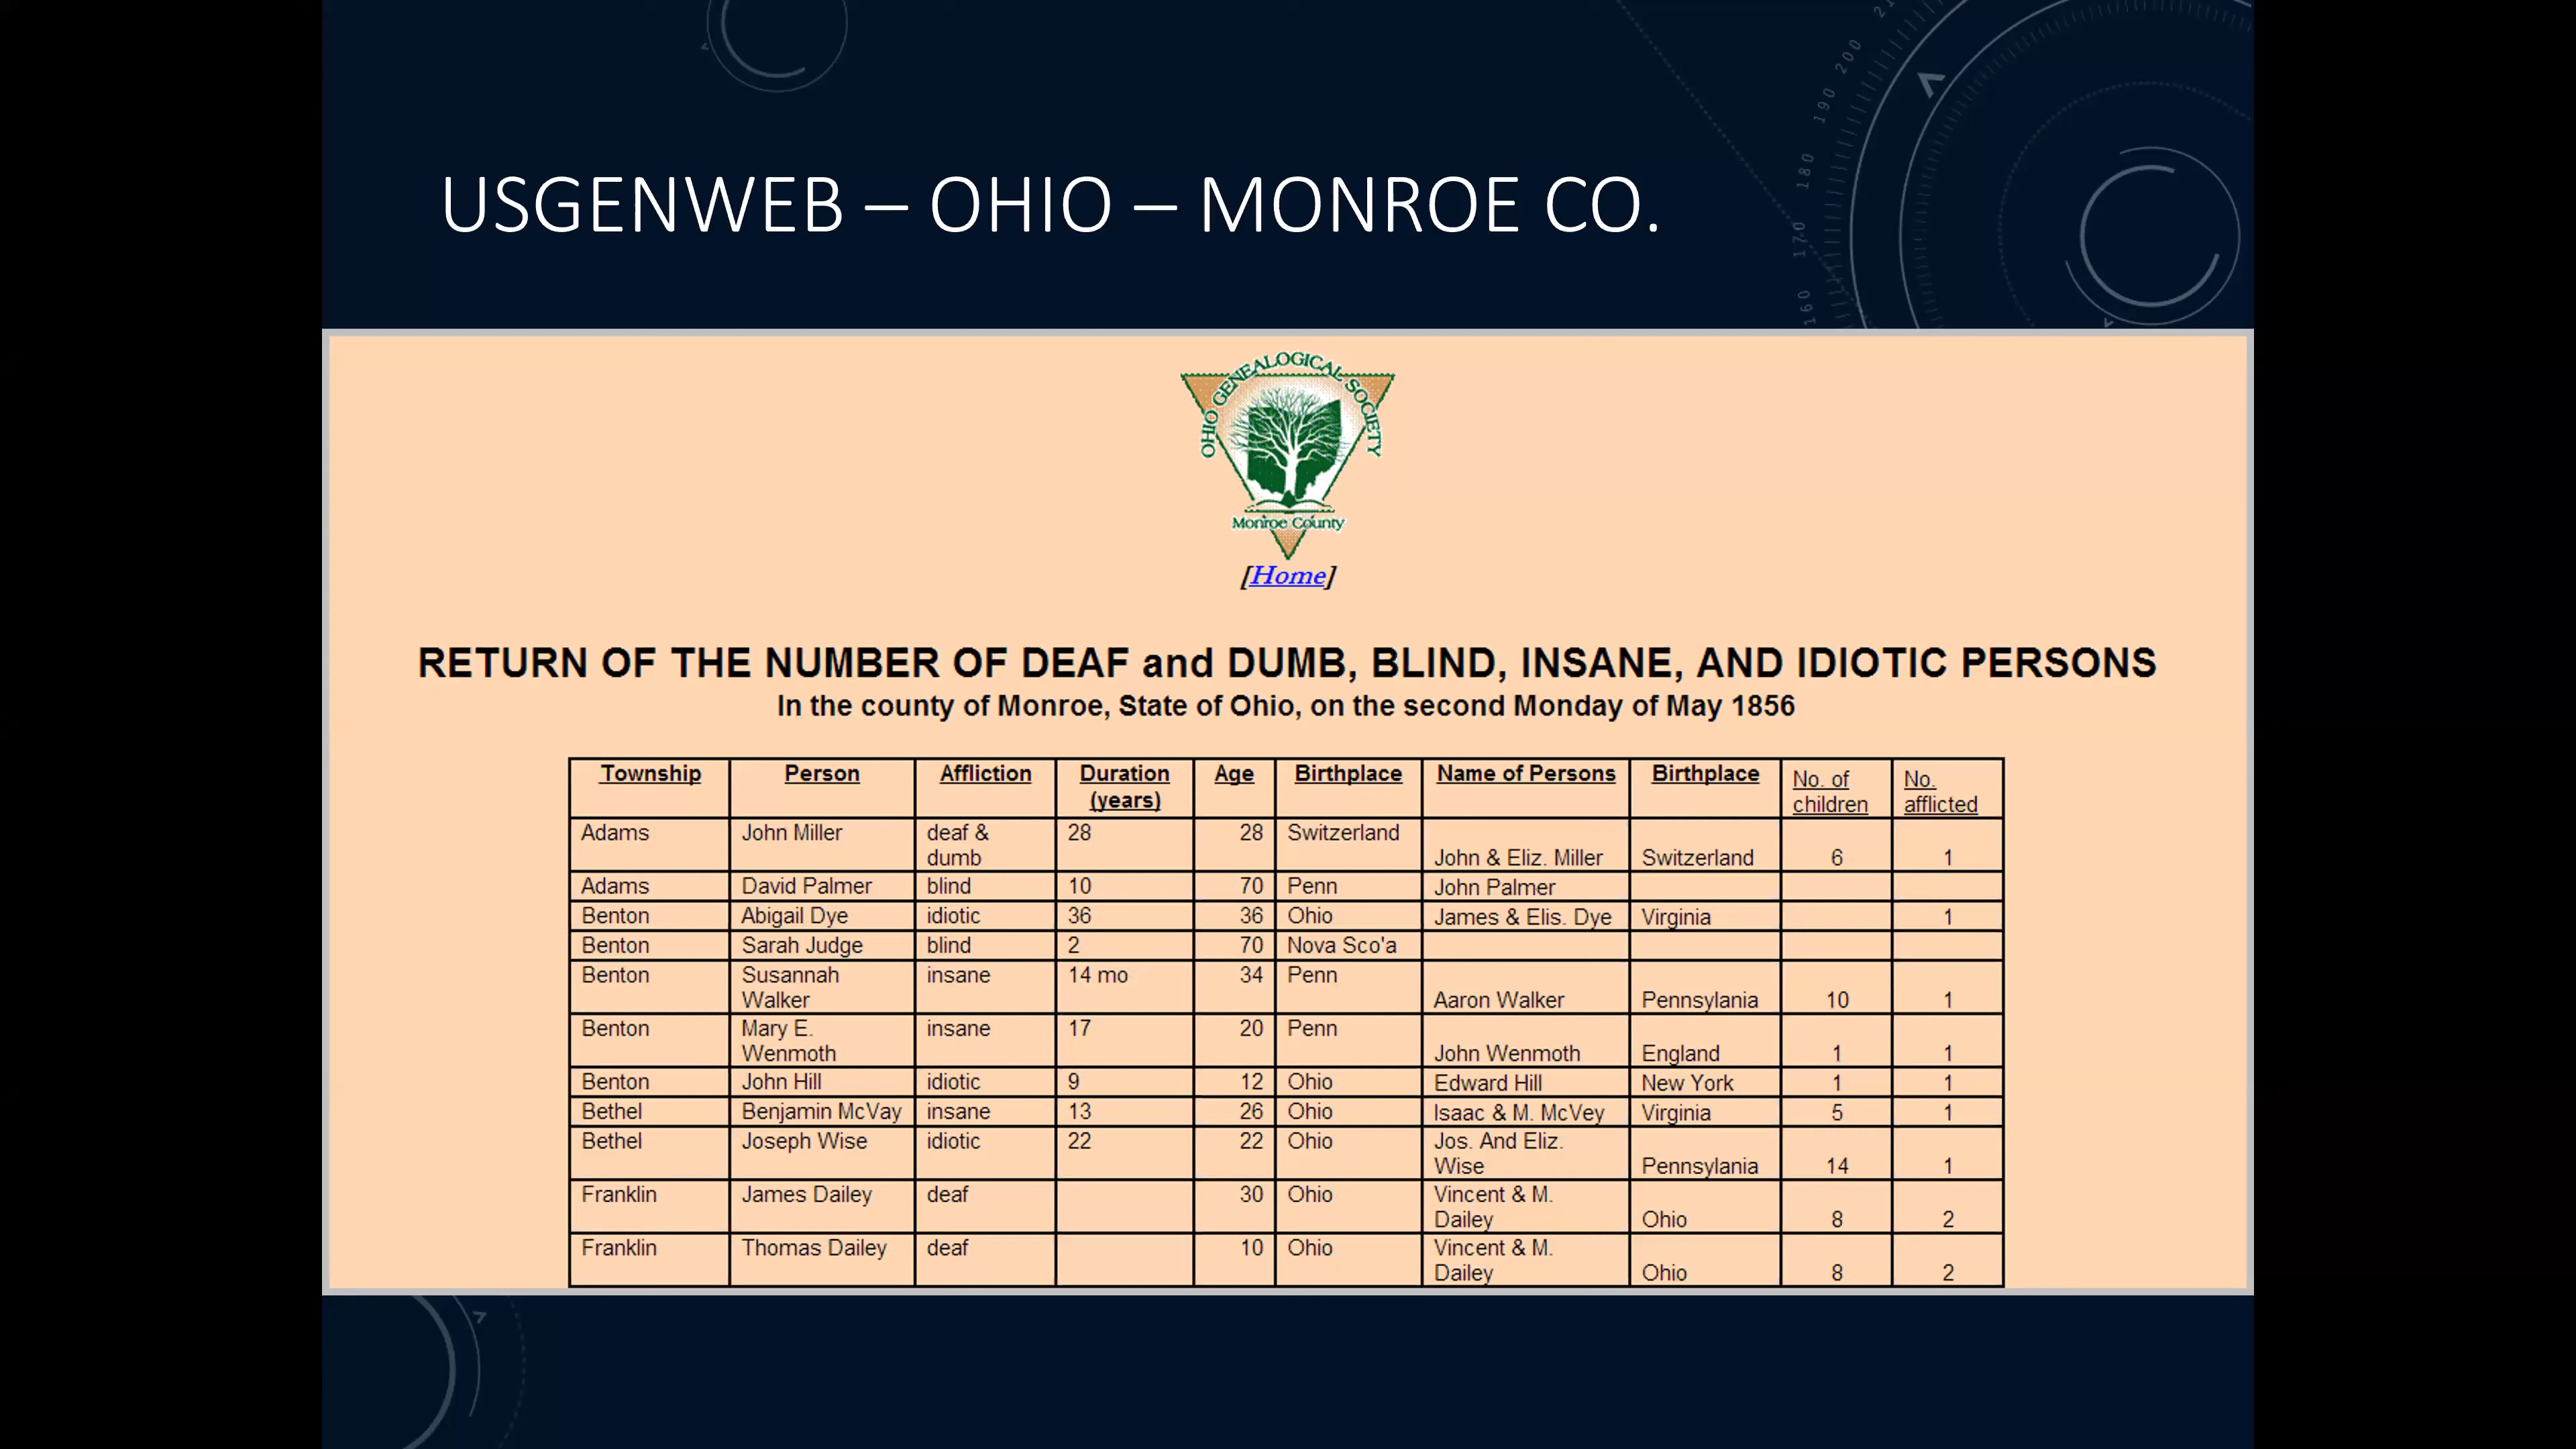 USGENWEB – OHIO – MONROE CO.
210
200
190
180
170
160
OHIO GENEALOGICAL SOCIETY
Monroe County
[Home]
RETURN OF THE NUMBER OF DEAF and DUMB, BLIND, INSANE, AND IDIOTIC PERSONS
In the county of Monroe, State of Ohio, on the second Monday of May 1856
Township Person Affliction Duration (years) Age Birthplace Name of Persons Birthplace No. of children No. afflicted
Adams John Miller deaf & dumb 28 28 Switzerland John & Eliz. Miller Switzerland 6 1
Adams David Palmer blind 10 70 Penn John Palmer
Benton Abigail Dye idiotic 36 36 Ohio James & Elis. Dye Virginia 1
Benton Sarah Judge blind 2 70 Nova Sco'a
Benton Susannah Walker insane 14 mo 34 Penn Aaron Walker Pennsylania 10 1
Benton Mary E. Wenmoth insane 17 20 Penn John Wenmoth England 1 1
Benton John Hill idiotic 9 12 Ohio Edward Hill New York 1 1
Bethel Benjamin McVay insane 13 26 Ohio Isaac & M. McVey Virginia 5 1
Bethel Joseph Wise idiotic 22 22 Ohio Jos. And Eliz. Wise Pennsylania 14 1
Franklin James Dailey deaf 30 Ohio Vincent & M. Dailey Ohio 8 2
Franklin Thomas Dailey deaf 10 Ohio Vincent & M. Dailey Ohio 8 2